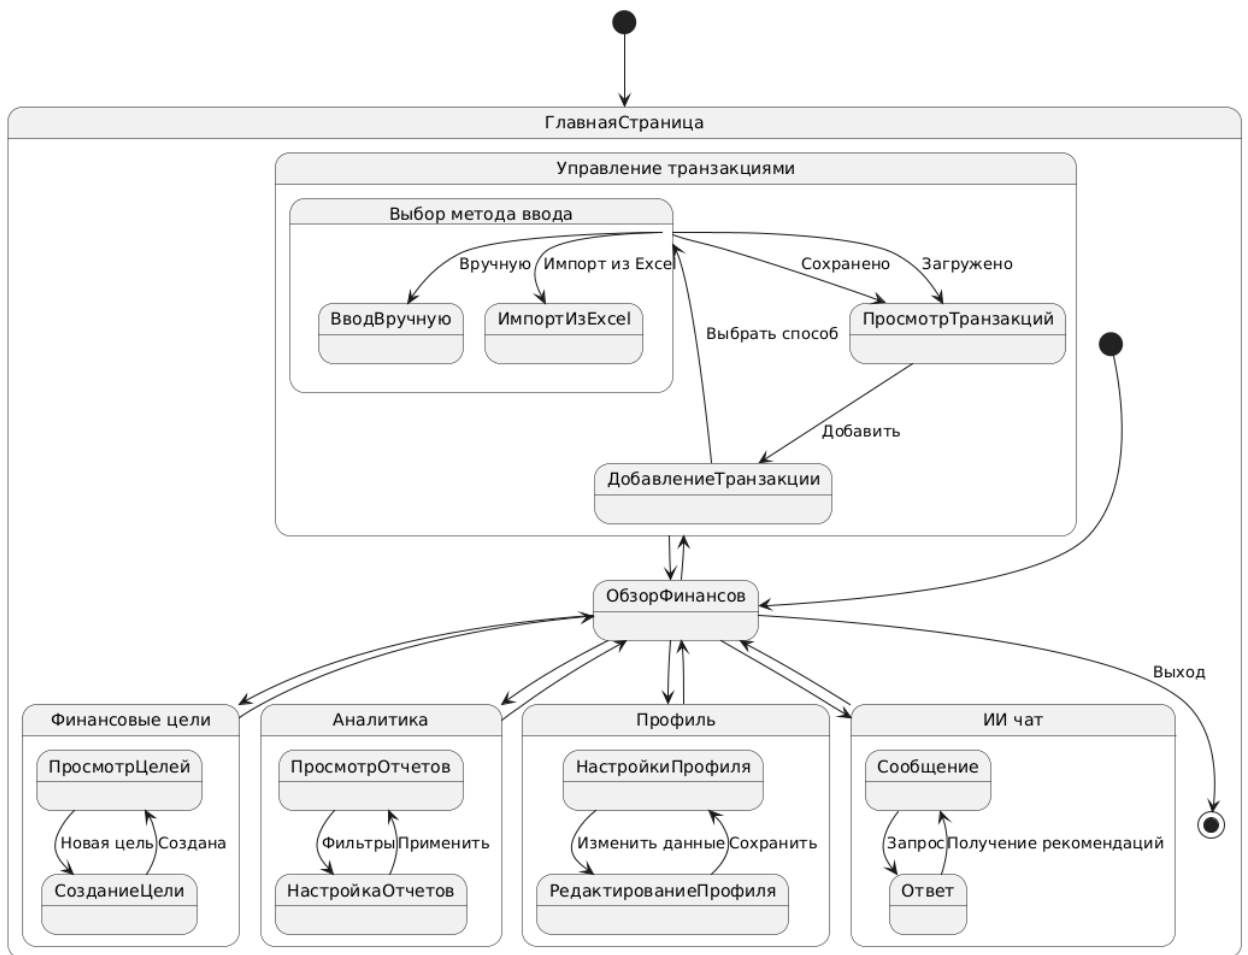 ГлавнаяСтраница
Управление транзакциями
Выбор метода ввода
Вручную
Импорт из Excel
Сохранено
Загружено
ВводВручную
ИмпортИзExcel
ПросмотрТранзакций
Выбрать способ
Добавить
ДобавлениеТранзакции
ОбзорФинансов
Выход
Финансовые цели
Аналитика
Профиль
ИИ чат
ПросмотрЦелей
ПросмотрОтчетов
НастройкиПрофиля
Сообщение
Новая цель
Создана
Фильтры
Применить
Изменить данные
Сохранить
Запрос
Получение рекомендаций
СозданиеЦели
НастройкаОтчетов
РедактированиеПрофиля
Ответ